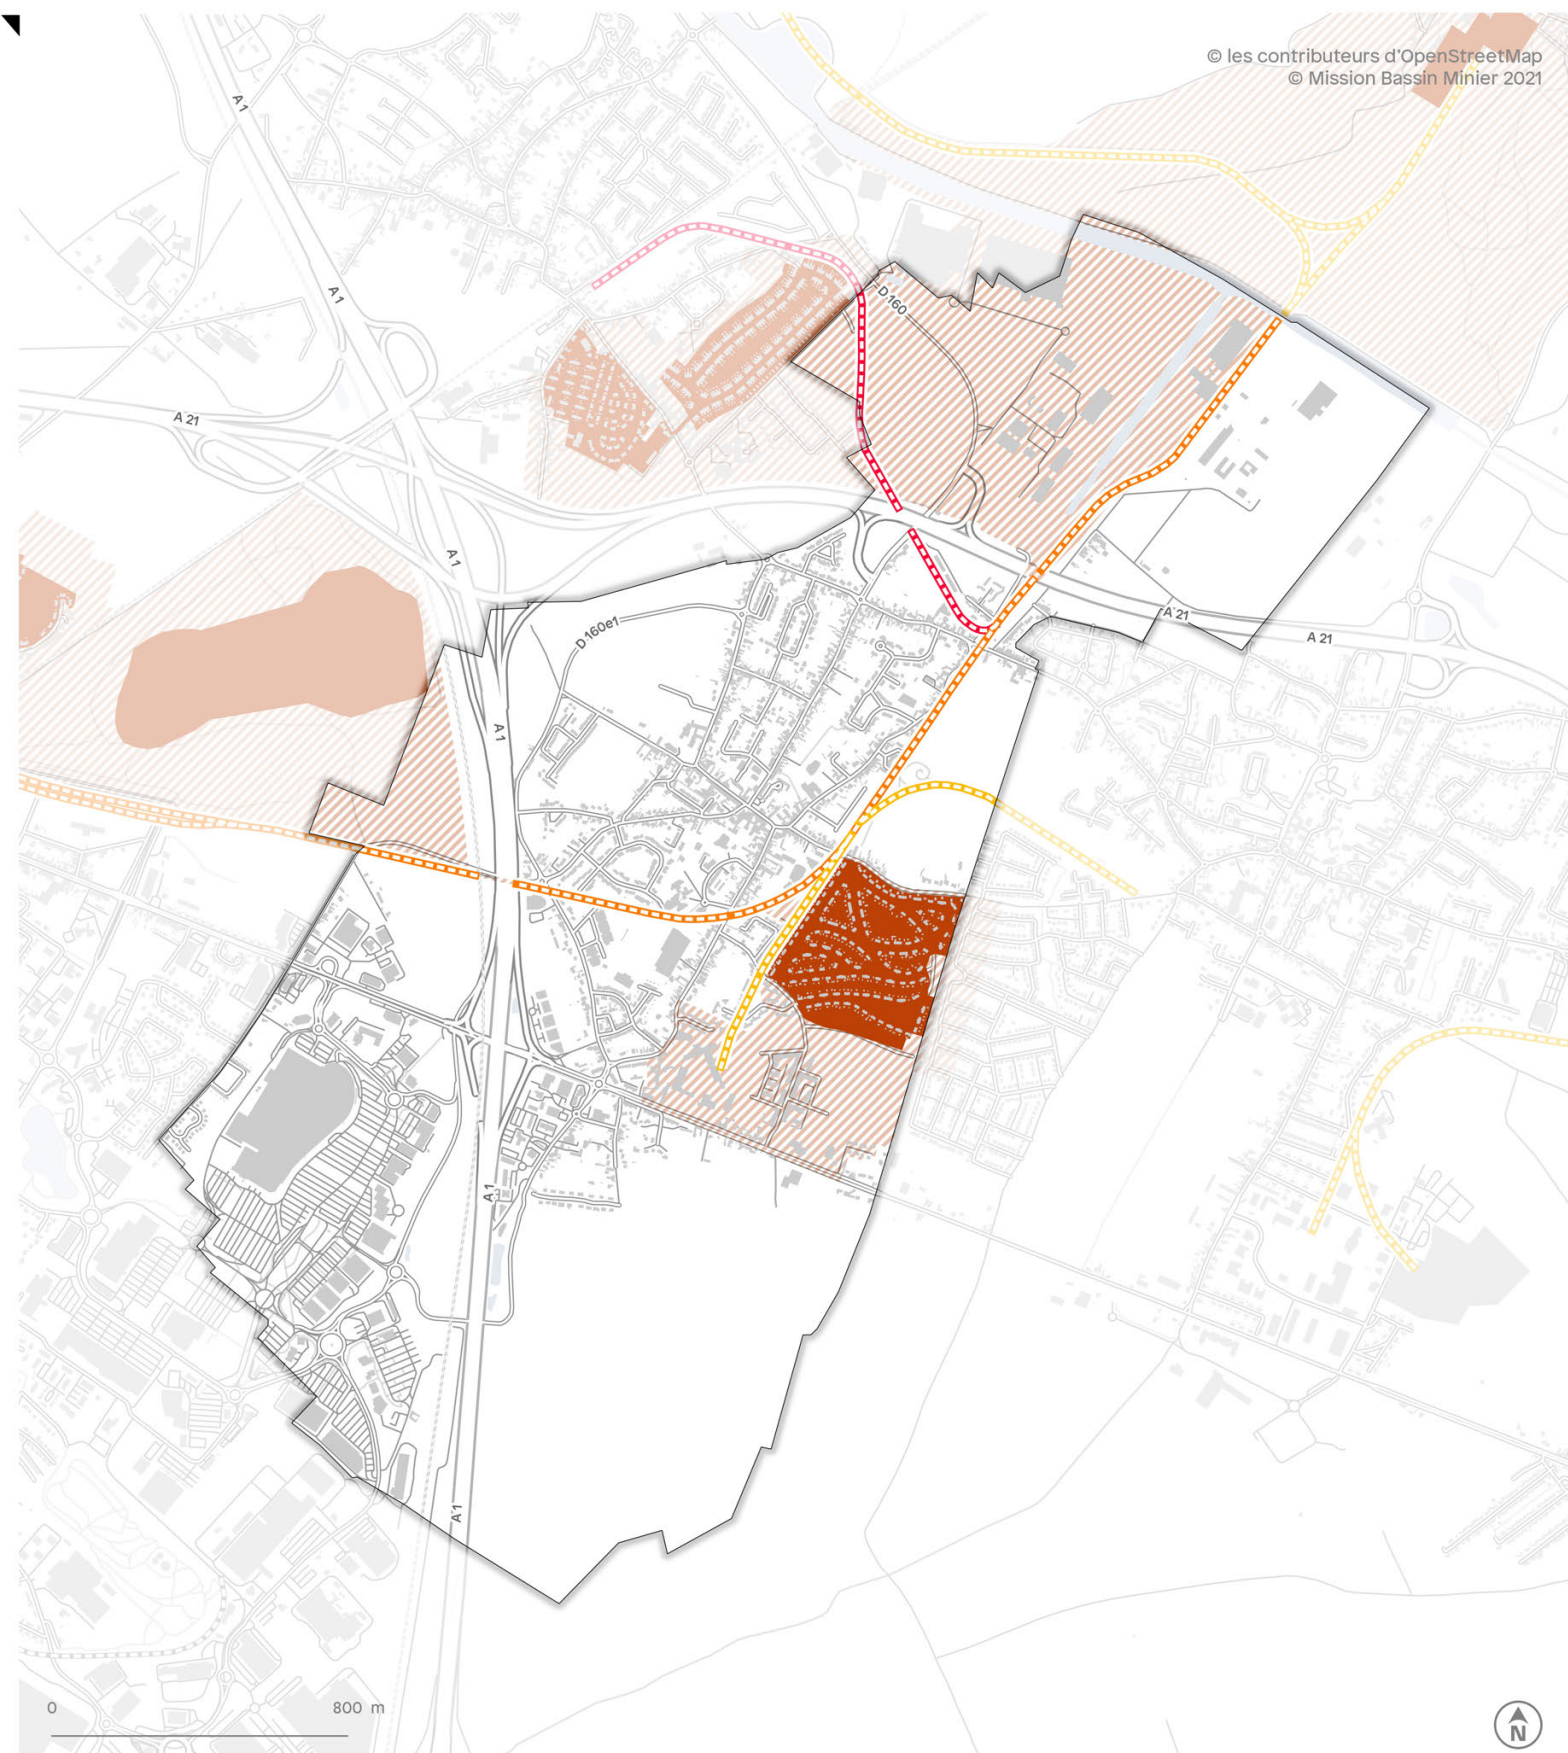 © les contributeurs d'OpenStreetMap
© Mission Bassin Minier 2021
A 1
A 1
D 160
A 21
A 1
A 21
D 160e1
A 21
A 1
A 1
A 1
0 800 m
N